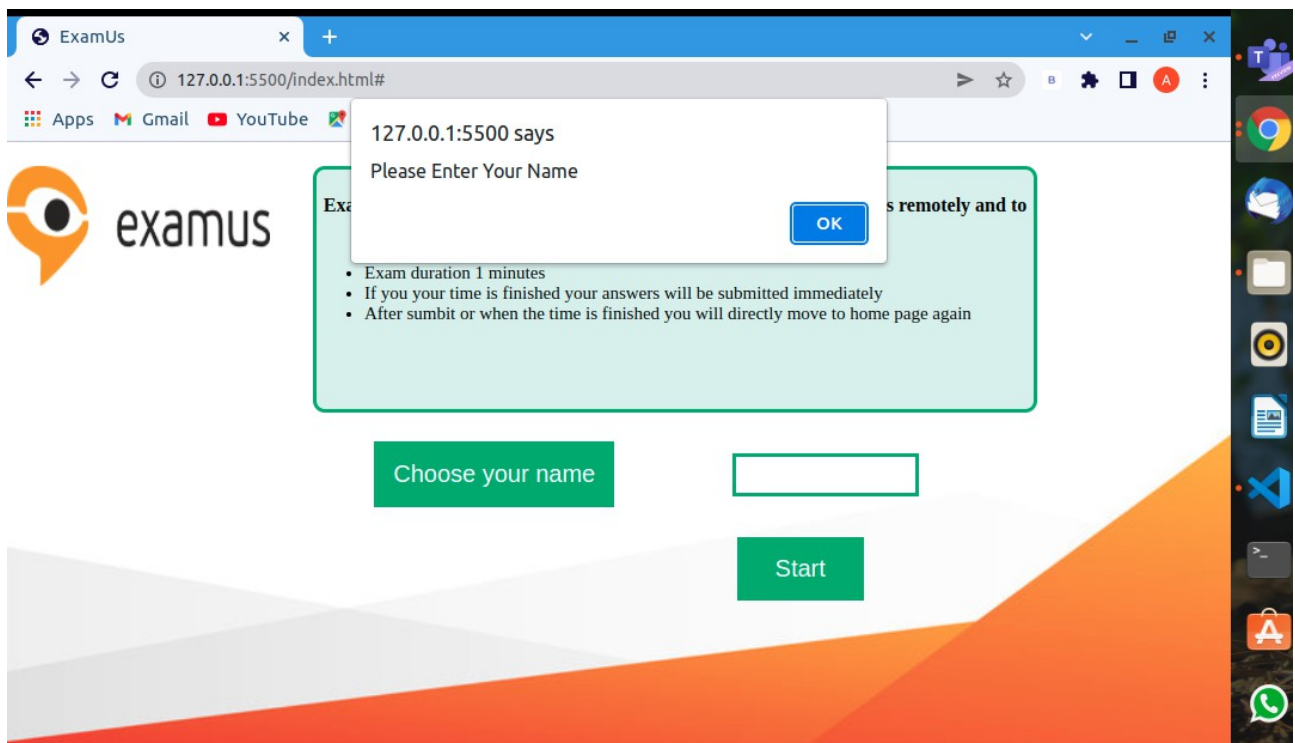 ExamUs
127.0.0.1:5500/index.html#
A
Apps Gmail YouTube
127.0.0.1:5500 says
Please Enter Your Name
OK
examus
Exa s remotely and to
Exam duration 1 minutes
If you your time is finished your answers will be submitted immediately
After sumbit or when the time is finished you will directly move to home page again
Choose your name
Start